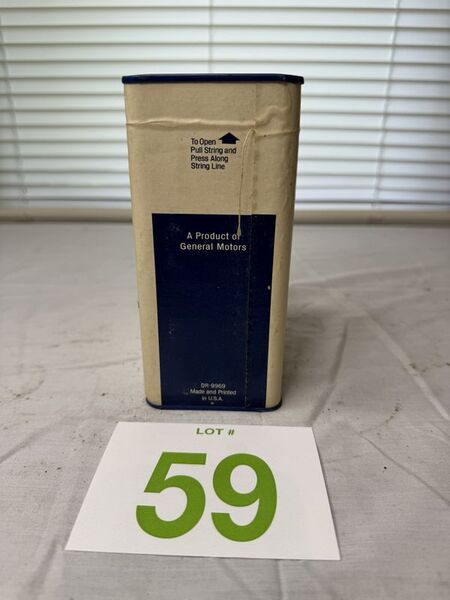 To Open
Pull String and
Press Along
String Line
A Product of
General Motors
DR-9969
Made and Printed
in U.S.A.
LOT #
59